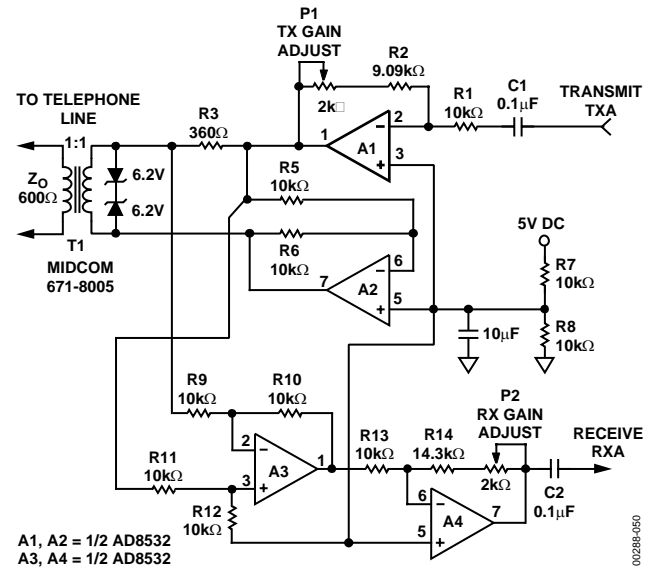 P1
TX GAIN
ADJUST
2k□
R2
9.09kΩ
R1
10kΩ
C1
0.1μF
TRANSMIT
TXA
TO TELEPHONE
LINE
1:1
ZO
600Ω
6.2V
6.2V
T1
MIDCOM
671-8005
R3
360Ω
1
2
3
A1
R5
10kΩ
R6
10kΩ
7
6
5
A2
5V DC
R7
10kΩ
R8
10kΩ
10μF
R9
10kΩ
R10
10kΩ
R11
10kΩ
R12
10kΩ
2
3
1
A3
R13
10kΩ
R14
14.3kΩ
P2
RX GAIN
ADJUST
2kΩ
6
5
7
A4
C2
0.1μF
RECEIVE
RXA
A1, A2 = 1/2 AD8532
A3, A4 = 1/2 AD8532
00288-050